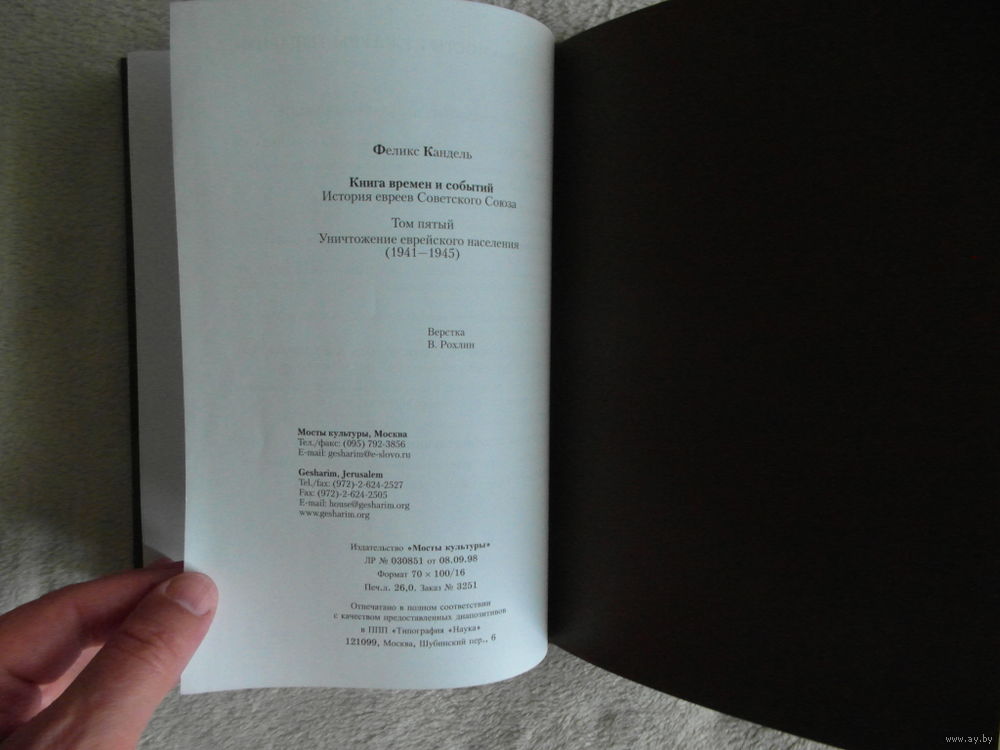 Феликс Кандель
Книга времен и событий
История евреев Советского Союза
Том пятый
Уничтожение еврейского населения
(1941—1945)
Верстка
В. Рохлин
Мосты культуры, Москва
Тел./факс: (095) 792-3856
E-mail: gesharim@e-slovo.ru
Gesharim, Jerusalem
Tel./fax: (972)-2-624-2527
Fax: (972)-2-624-2505
E-mail: house@gesharim.org
www.gesharim.org
Издательство «Мосты культуры»
ЛР № 030851 от 08.09.98
Формат 70 × 100/16
Печ.л. 26,0. Заказ № 3251
Отпечатано в полном соответствии
с качеством предоставленных диапозитивов
в ППП «Типография «Наука»
121099, Москва, Шубинский пер., 6
www.ay.by